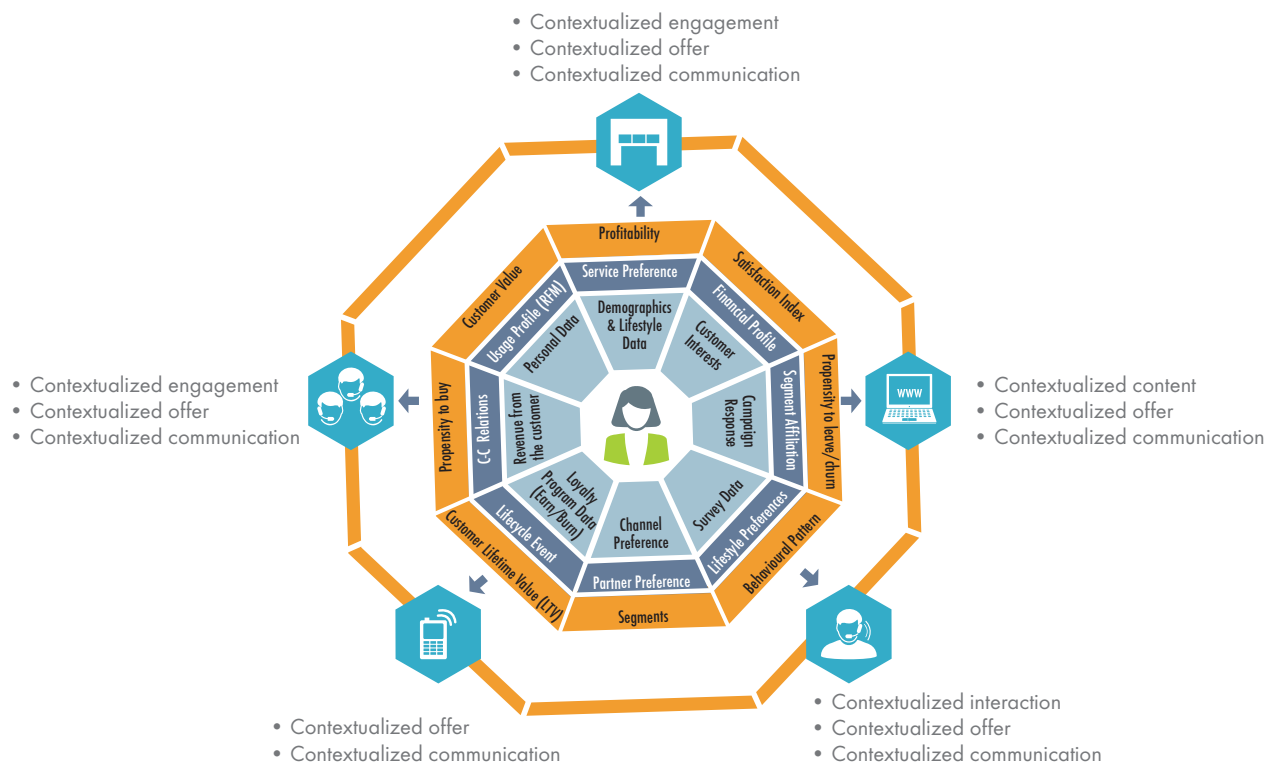 • Contextualized engagement
• Contextualized offer
• Contextualized communication
Profitability
Satisfaction Index
Propensity to leave/churn
Behavioural Pattern
Segments
Customer Lifetime Value (LTV)
Propensity to buy
Customer Value
Service Preference
Financial Profile
Segment Affiliation
Lifestyle Preferences
Partner Preference
Lifecycle Event
C-C Relations
Usage Profile (RFM)
Demographics
& Lifestyle
Data
Customer
Interests
Campaign
Response
Survey Data
Channel
Preference
Loyalty
Program Data
(Earn/Burn)
Revenue from
the customer
Personal Data
WWW
• Contextualized engagement
• Contextualized offer
• Contextualized communication
• Contextualized content
• Contextualized offer
• Contextualized communication
• Contextualized offer
• Contextualized communication
• Contextualized interaction
• Contextualized offer
• Contextualized communication